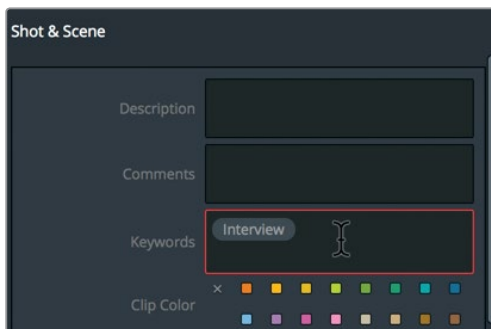 Shot & Scene
Description
Comments
Keywords
Interview
Clip Color